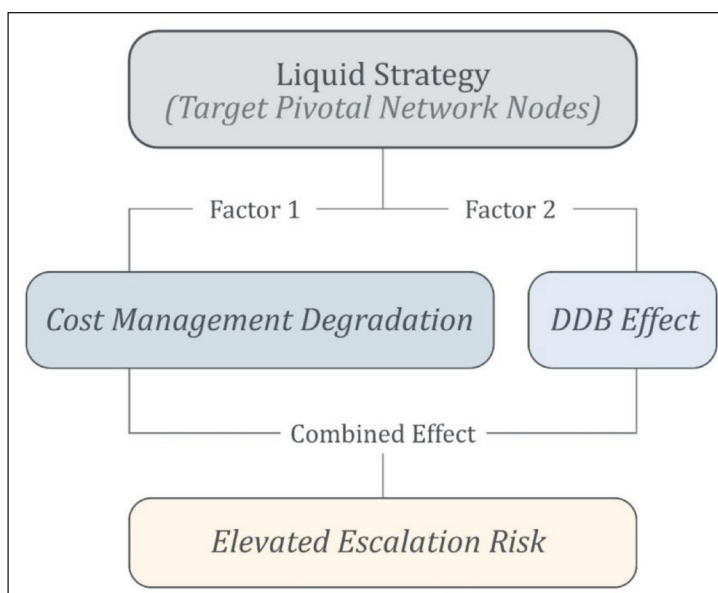 Liquid Strategy
(Target Pivotal Network Nodes)
Factor 1
Factor 2
Cost Management Degradation
DDB Effect
Combined Effect
Elevated Escalation Risk